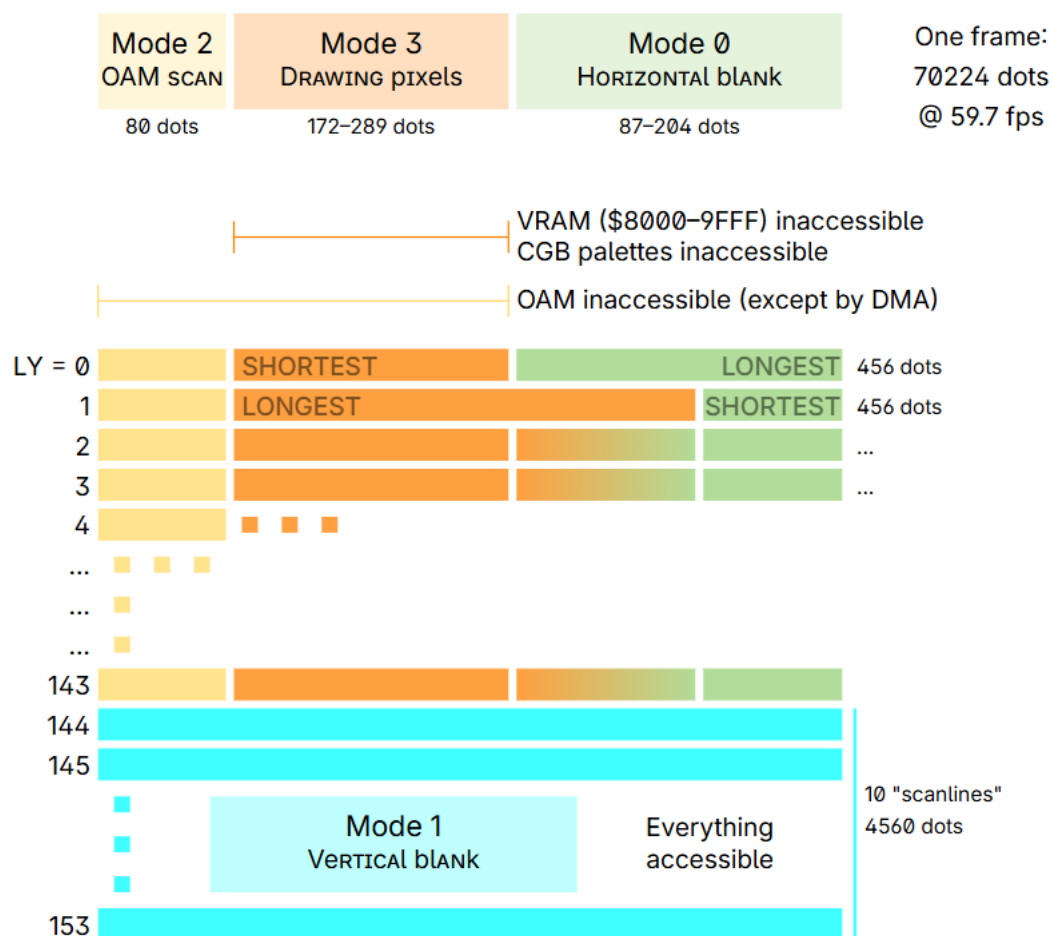 Mode 2
OAM SCAN
80 dots
Mode 3
DRAWING pIxels
172–289 dots
Mode 0
HORIZONTAl blANk
87–204 dots
One frame:
70224 dots
@ 59.7 fps
VRAM ($8000–9FFF) inaccessible
CGB palettes inaccessible
OAM inaccessible (except by DMA)
LY = 0
SHORTEST
LONGEST
456 dots
1
LONGEST
SHORTEST
456 dots
2
...
3
...
4
...
...
...
143
144
145
Mode 1
VERTICAl blANk
Everything
accessible
10 "scanlines"
4560 dots
153